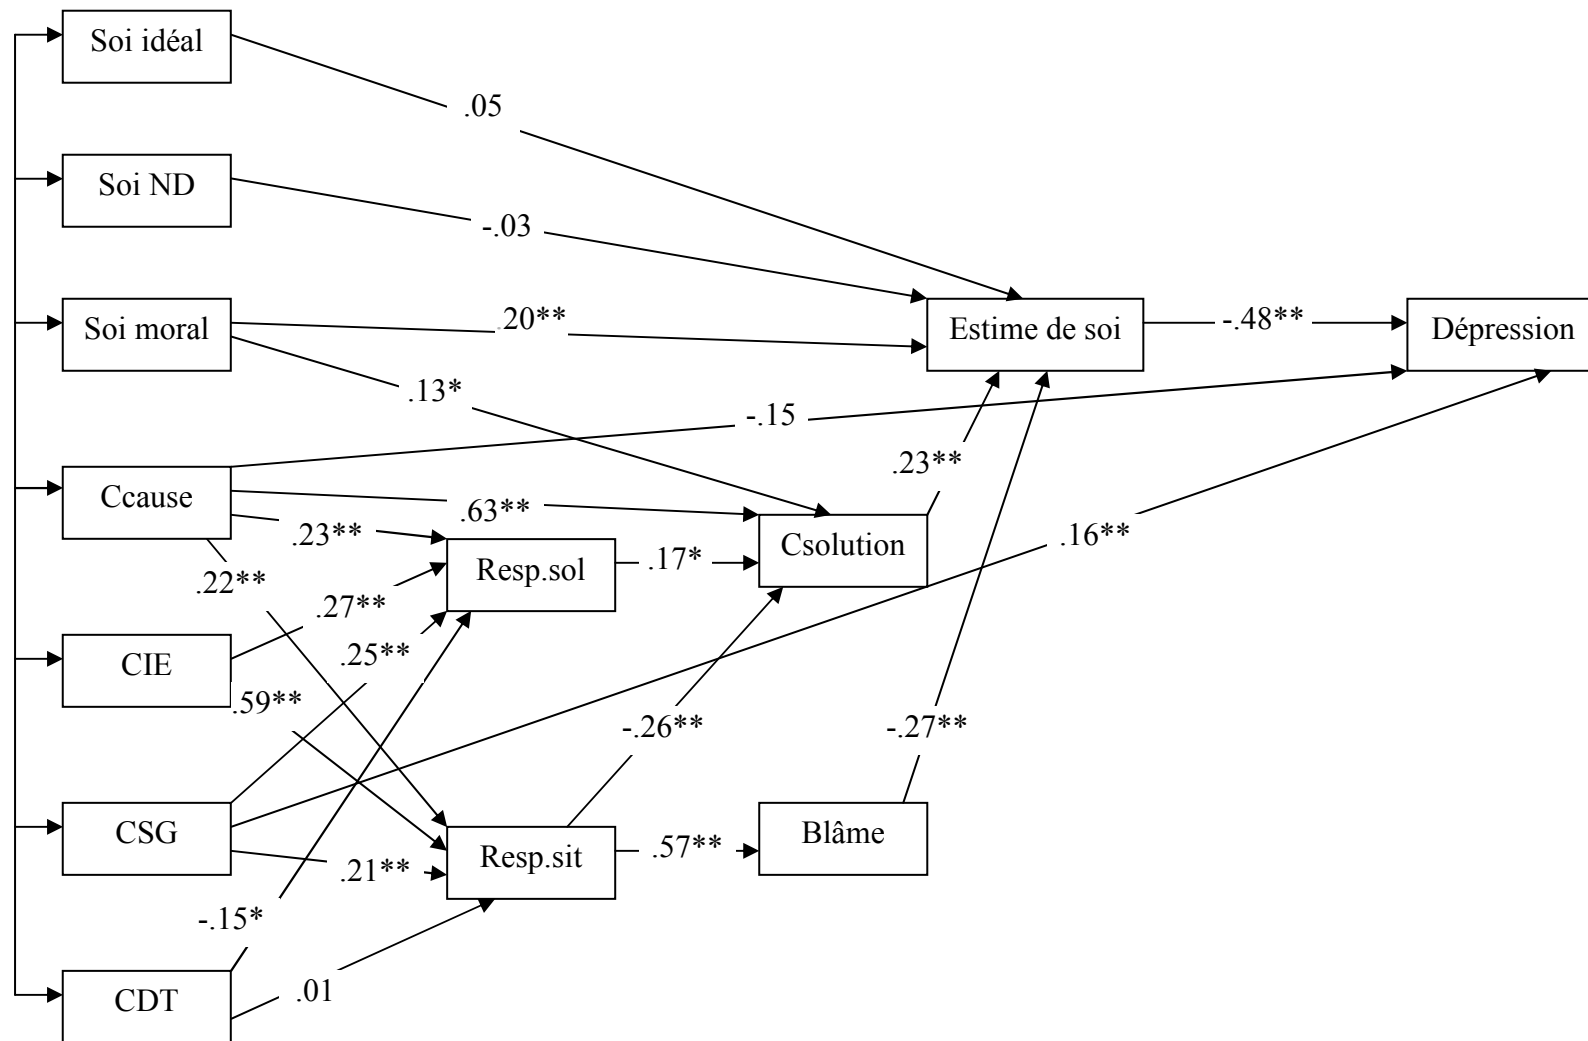 Soi idéal
.05
Soi ND
-.03
Soi moral
.20**
Estime de soi
-.48**
Dépression
.13*
-.15
Ccause
.63**
.23**
.23**
Csolution
.16**
Resp.sol
.17*
.22**
.27**
CIE
.25**
.59**
-.26**
-.27**
CSG
Resp.sit
.57**
Blâme
.21**
-.15*
CDT
.01